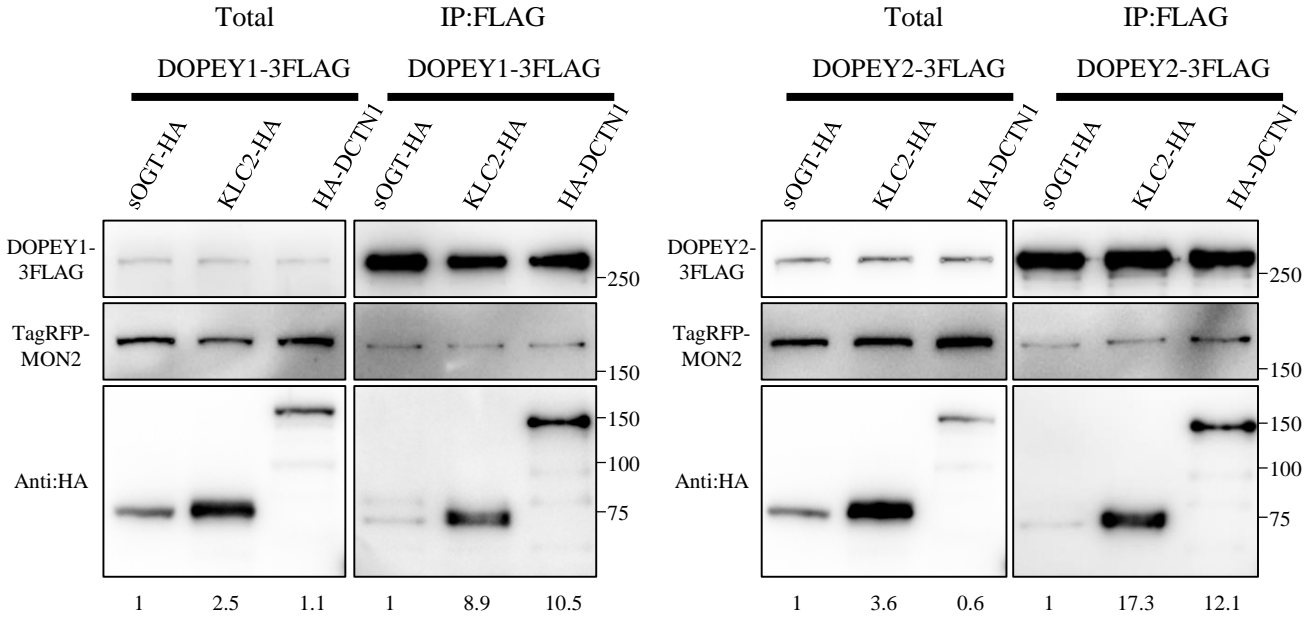 Total IP:FLAG Total IP:FLAG
DOPEY1-3FLAG DOPEY1-3FLAG DOPEY2-3FLAG DOPEY2-3FLAG
sOGT-HA KLC2-HA HA-DCTN1 sOGT-HA KLC2-HA HA-DCTN1 sOGT-HA KLC2-HA HA-DCTN1 sOGT-HA KLC2-HA HA-DCTN1
DOPEY1-
3FLAG
250
DOPEY2-
3FLAG
250
TagRFP-
MON2
150
TagRFP-
MON2
150
Anti:HA
150
100
75
Anti:HA
150
100
75
1 2.5 1.1 1 8.9 10.5 1 3.6 0.6 1 17.3 12.1